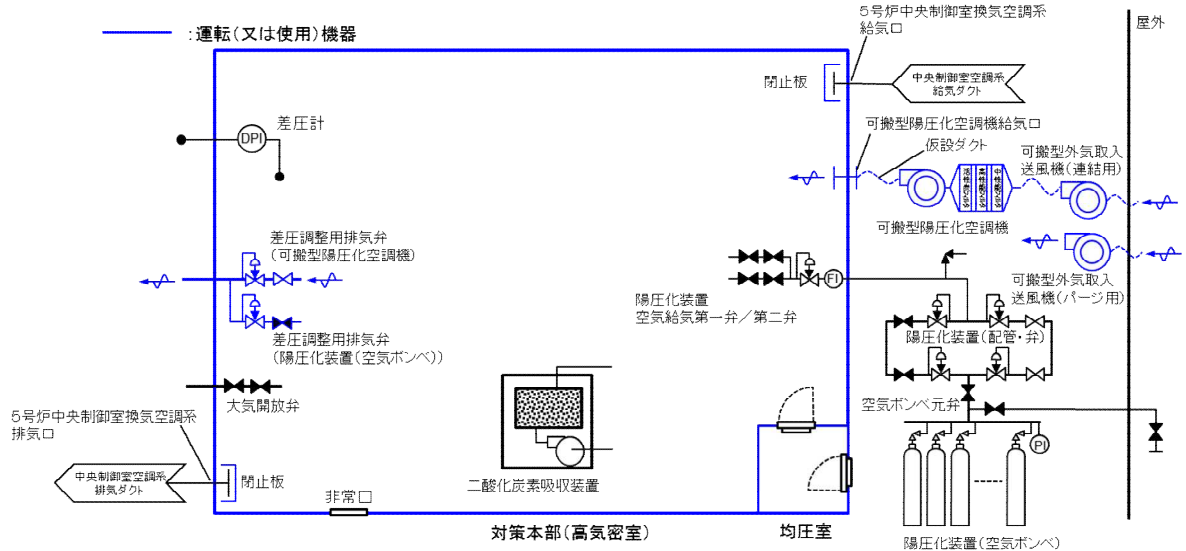 ：運転(又は使用)機器
5号炉中央制御室換気空調系
給気口
屋外
閉止板
中央制御室空調系
給気ダクト
差圧計
DPI
可搬型陽圧化空調機給気口
仮設ダクト
可搬型外気取入
送風機(連結用)
可搬型陽圧化空調機
差圧調整用排気弁
(可搬型陽圧化空調機)
可搬型外気取入
送風機(パージ用)
FI
陽圧化装置
空気給気第一弁／第二弁
差圧調整用排気弁
(陽圧化装置(空気ボンベ))
陽圧化装置(配管・弁)
大気開放弁
空気ボンベ元弁
5号炉中央制御室換気空調系
排気口
PI
中央制御室空調系
排気ダクト
閉止板
二酸化炭素吸収装置
非常口
対策本部(高気密室)
均圧室
陽圧化装置(空気ボンベ)